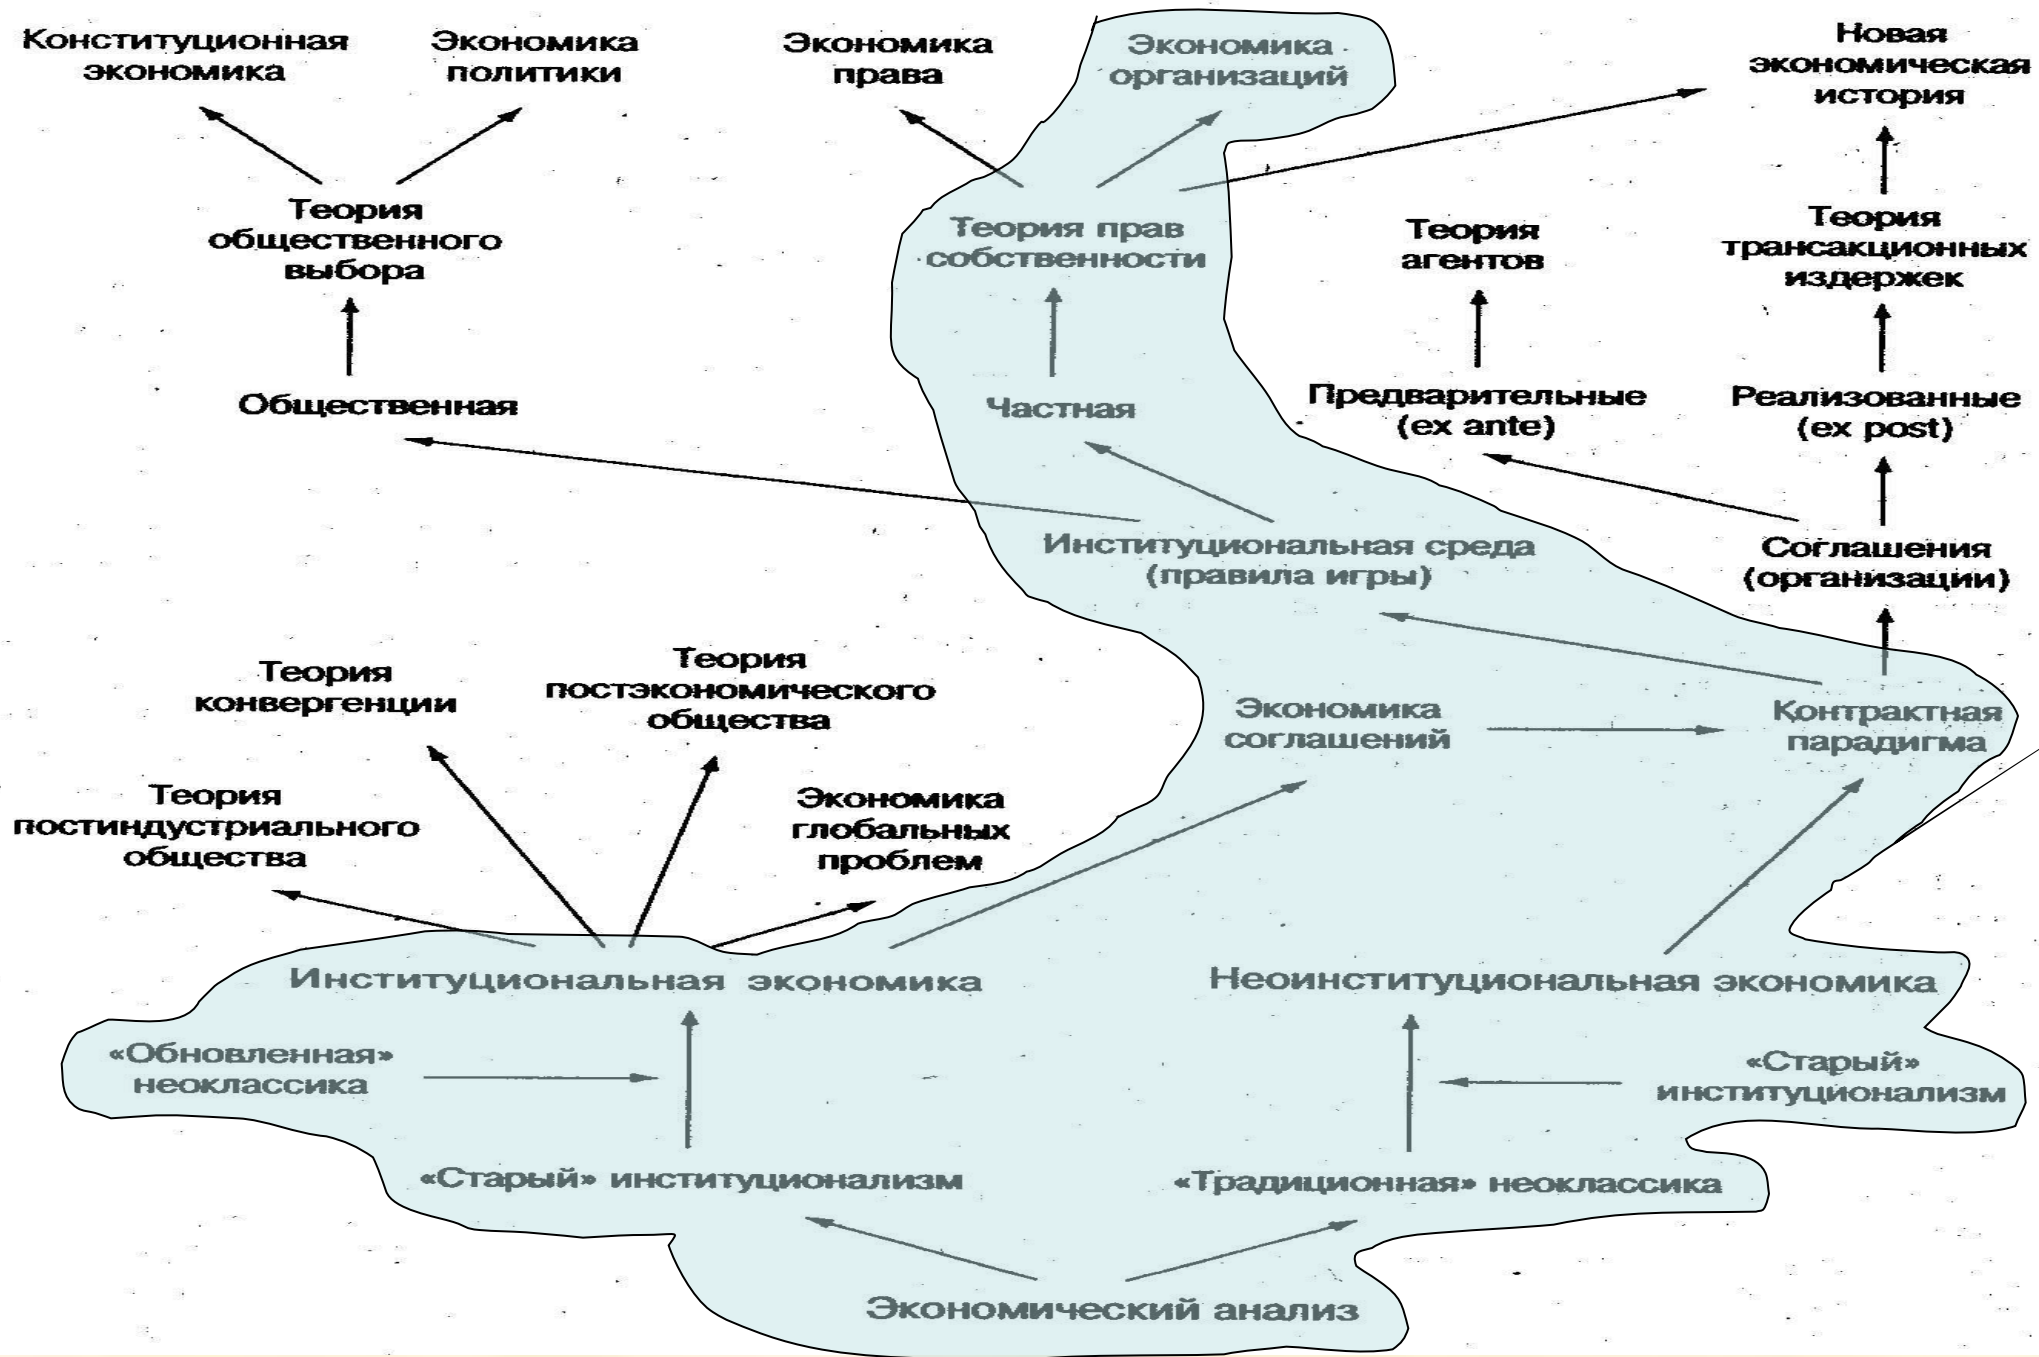 Конституционная
экономика
Экономика
политики
Экономика
права
Экономика
организаций
Новая
экономическая
история
Теория
общественного
выбора
Теория прав
собственности
Теория
агентов
Теория
трансакционных
издержек
Общественная
Частная
Предварительные
(ex ante)
Реализованные
(ex post)
Институциональная среда
(правила игры)
Соглашения
(организации)
Теория
конвергенции
Теория
постэкономического
общества
Экономика
соглашений
Контрактная
парадигма
Теория
постиндустриального
общества
Экономика
глобальных
проблем
Институциональная экономика
Неоинституциональная экономика
«Обновленная»
неоклассика
«Старый»
институционализм
«Старый» институционализм
«Традиционная» неоклассика
Экономический анализ